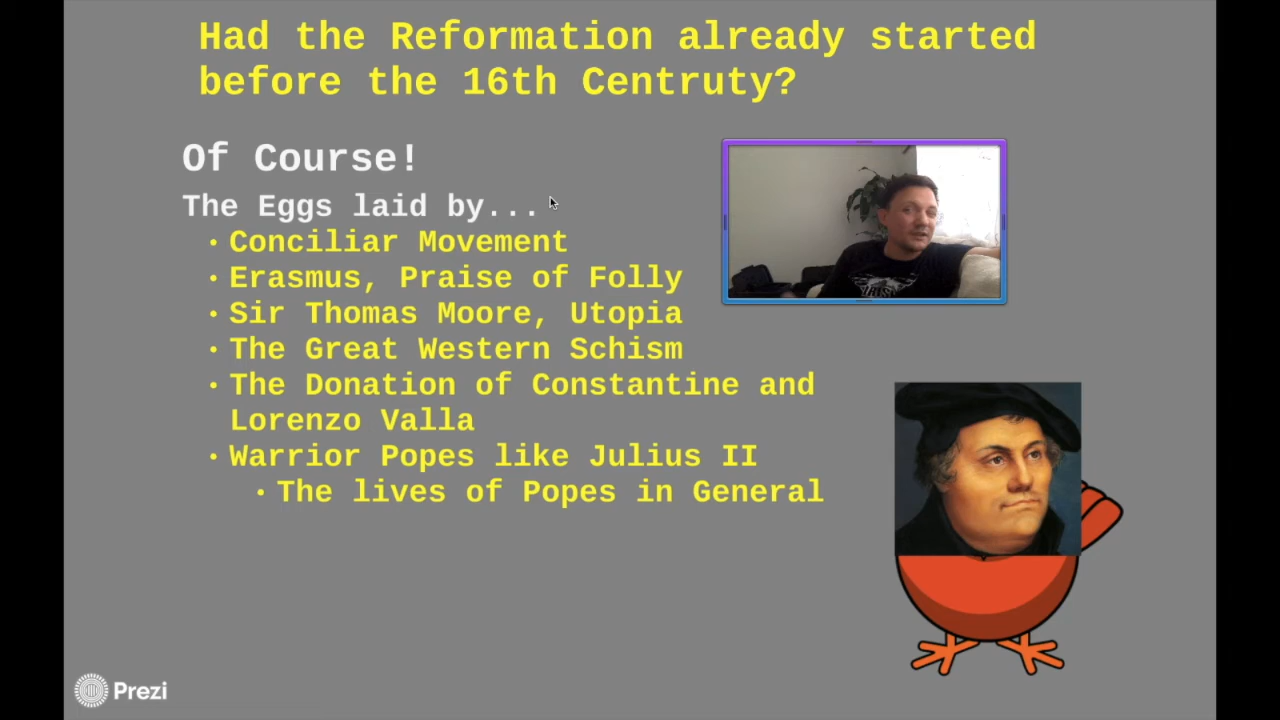 Had the Reformation already started
before the 16th Centruty?
Of Course!
The Eggs laid by...
• Conciliar Movement
• Erasmus, Praise of Folly
• Sir Thomas Moore, Utopia
• The Great Western Schism
• The Donation of Constantine and
Lorenzo Valla
• Warrior Popes like Julius II
• The lives of Popes in General
Prezi